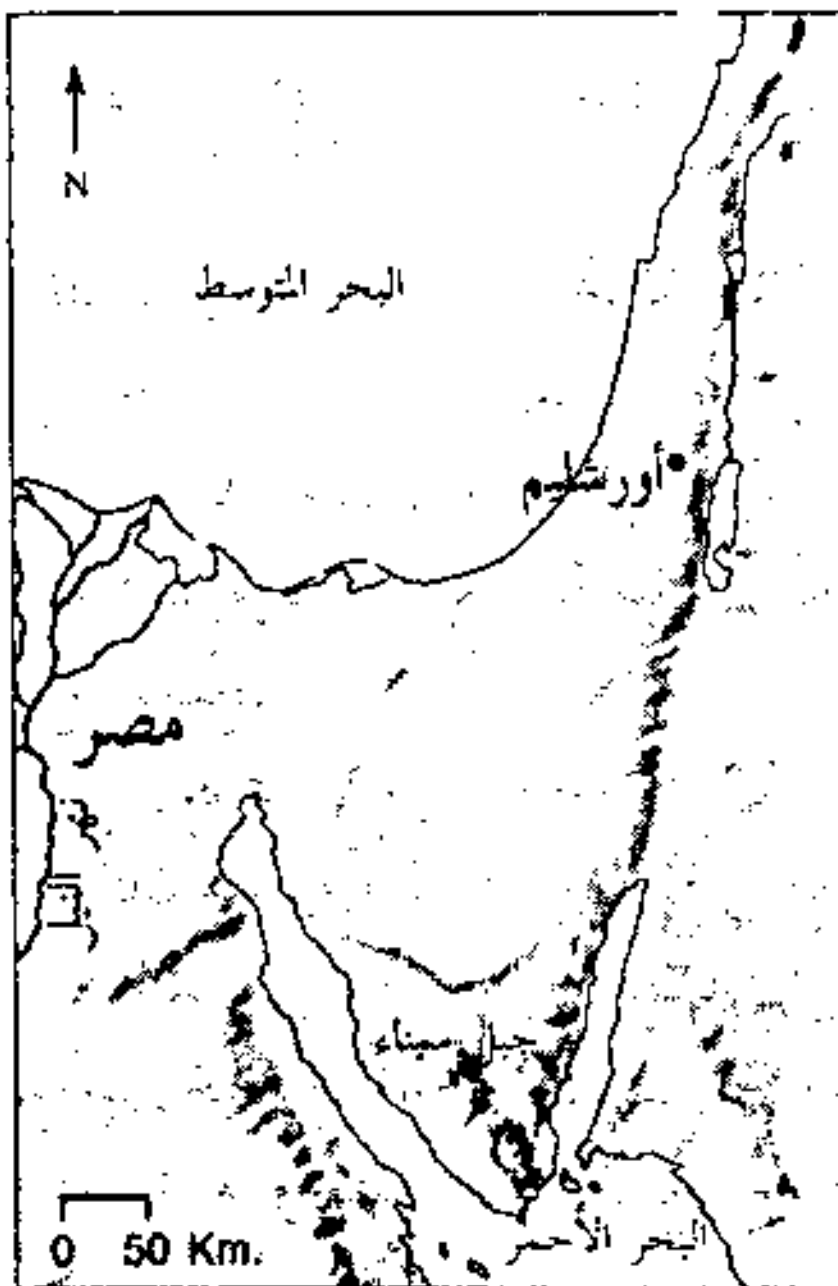 N
البحر المتوسط
أورشليم
مصر
جبل سيناء
البحر الأحمر
0 50 Km.